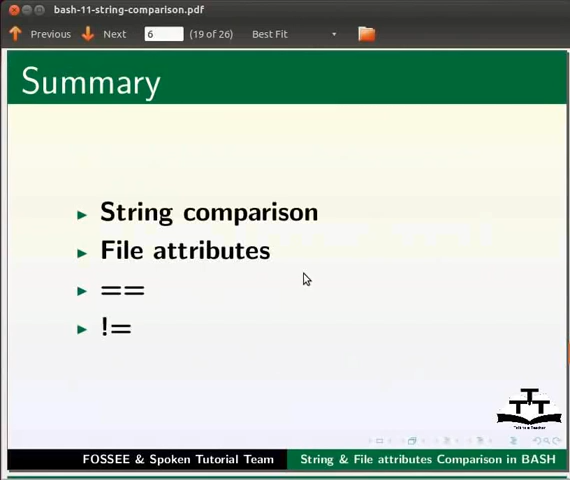 bash-11-string-comparison.pdf
Previous Next 6 (19 of 26) Best Fit
Summary
String comparison
File attributes
==
!=
FOSSEE & Spoken Tutorial Team String & File attributes Comparison in BASH